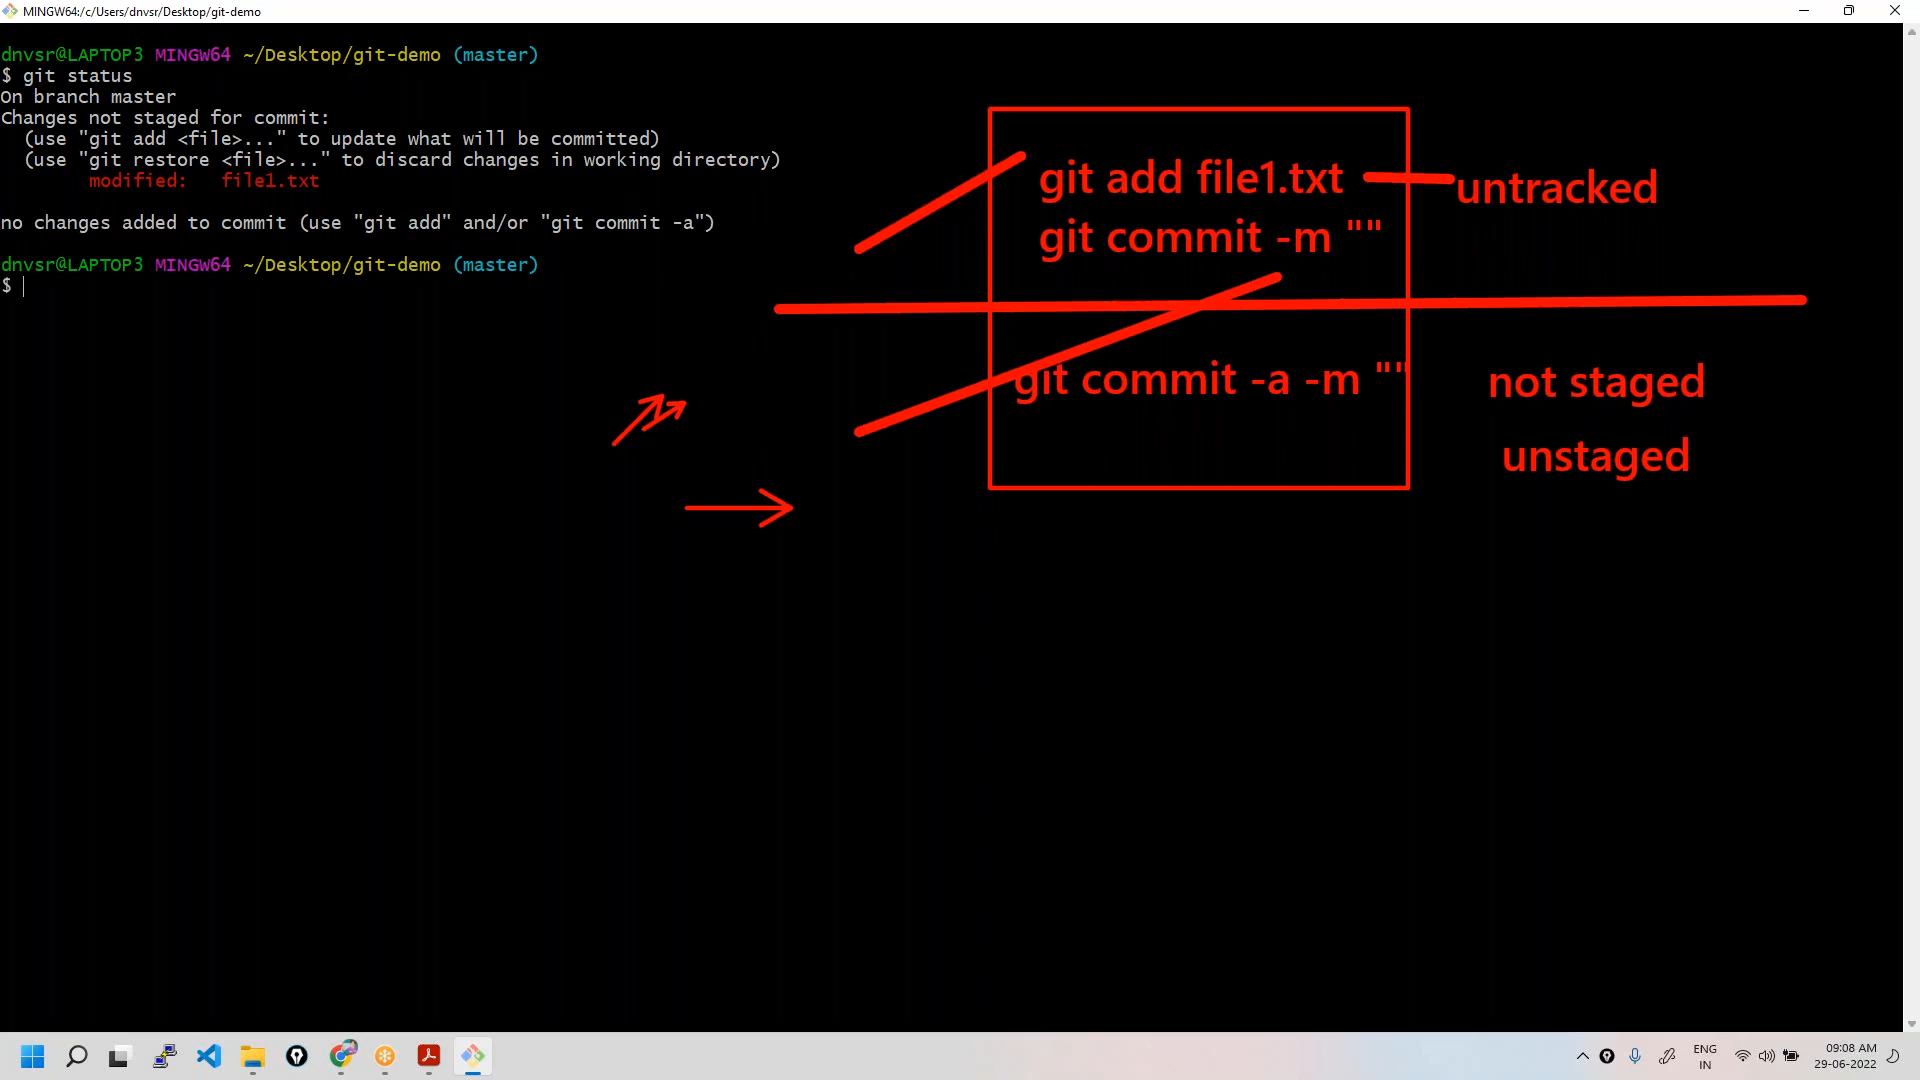 MINGW64:/c/Users/dnvsr/Desktop/git-demo
dnvsr@LAPTOP3 MINGW64 ~/Desktop/git-demo (master)
$ git status
On branch master
Changes not staged for commit:
(use "git add <file>..." to update what will be committed)
(use "git restore <file>..." to discard changes in working directory)
modified:   file1.txt
no changes added to commit (use "git add" and/or "git commit -a")
dnvsr@LAPTOP3 MINGW64 ~/Desktop/git-demo (master)
$
git add file1.txt
untracked
git commit -m ""
git commit -a -m ""
not staged
unstaged
ENG
IN
09:08 AM
29-06-2022